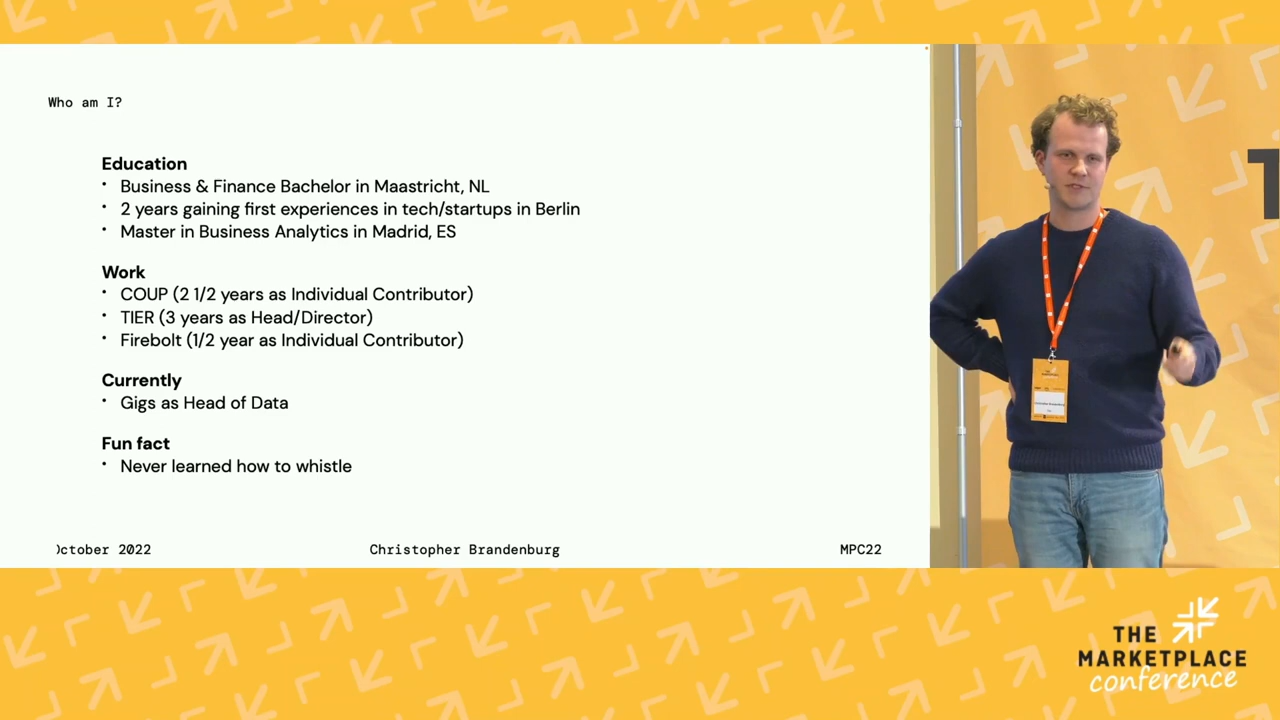 Who am I?
Education
• Business & Finance Bachelor in Maastricht, NL
• 2 years gaining first experiences in tech/startups in Berlin
• Master in Business Analytics in Madrid, ES
Work
• COUP (2 1/2 years as Individual Contributor)
• TIER (3 years as Head/Director)
• Firebolt (1/2 year as Individual Contributor)
Currently
• Gigs as Head of Data
Fun fact
• Never learned how to whistle
October 2022 Christopher Brandenburg MPC22
T
THE
MARKETPLACE
conference